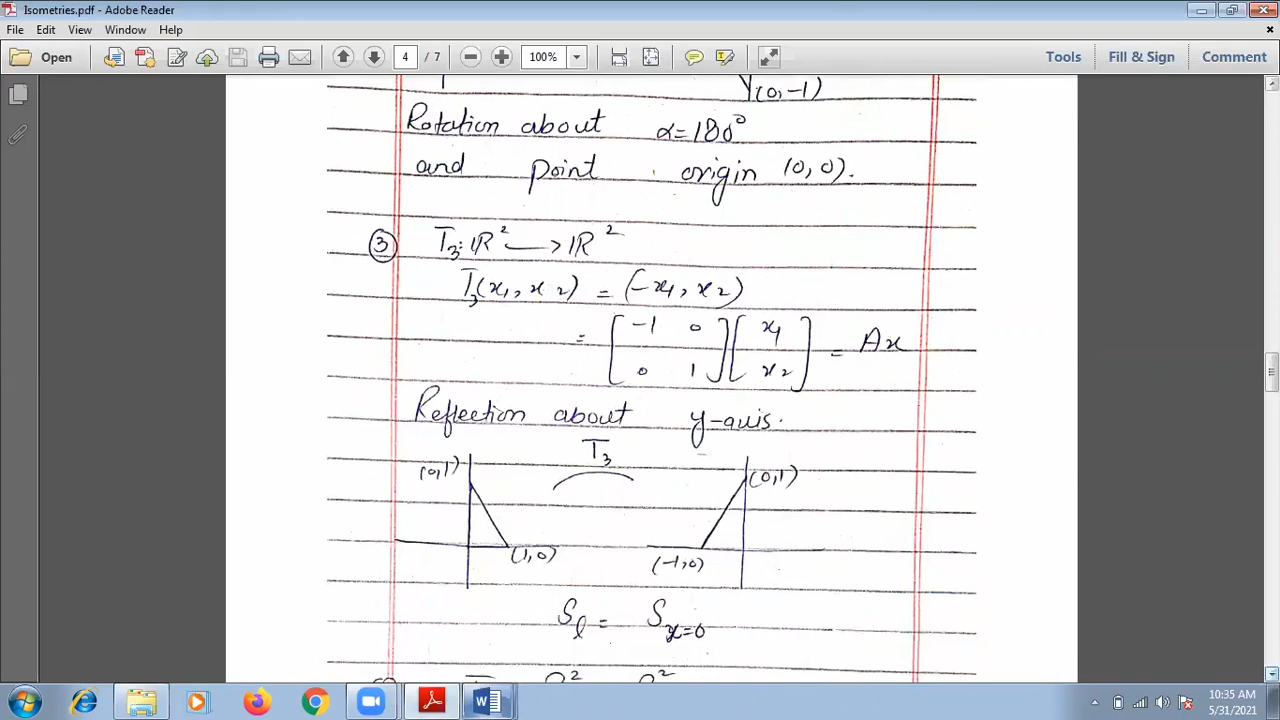 Isometries.pdf - Adobe Reader
File Edit View Window Help
Open 4 / 7 100% Tools Fill & Sign Comment
(0,-1)
Rotation about α=180°
and point origin (0,0).
③ T₃: ℝ² → ℝ²
T₃(x₁, x₂) = (-x₁, x₂)
= [-1 0; 0 1] [x₁; x₂] = Ax
Reflection about y-axis.
T₃
(0,1) (0,1)
(1,0) (-1,0)
S_l = S_x=0
10:35 AM
5/31/2021